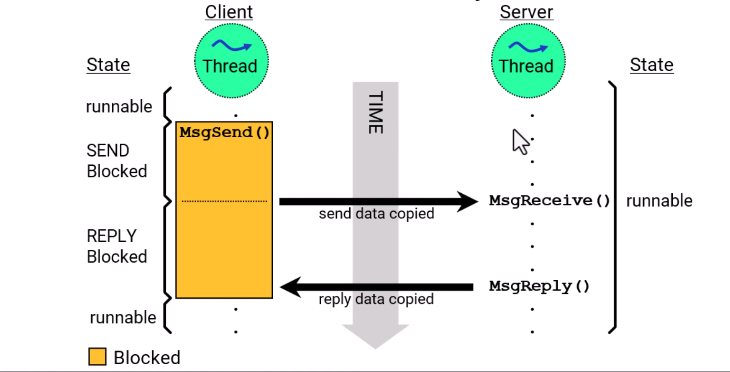 Client
Server
Thread
Thread
State
State
runnable
TIME
MsgSend()
SEND
Blocked
MsgReceive()
runnable
send data copied
REPLY
Blocked
MsgReply()
reply data copied
runnable
Blocked